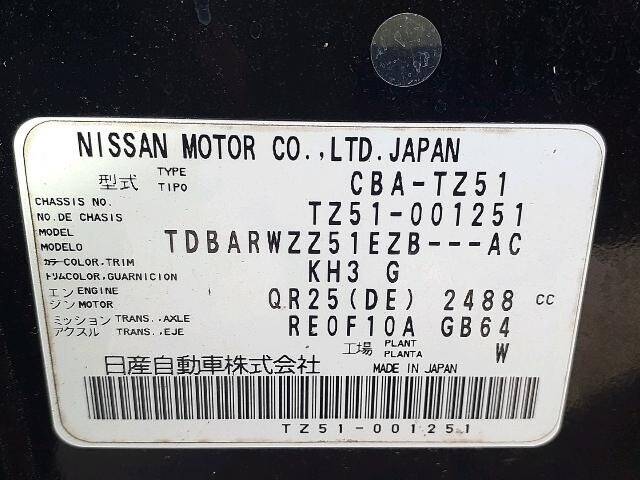 NISSAN MOTOR CO.,LTD.JAPAN
型式 TYPE TIPO CBA-TZ51
CHASSIS NO. NO.DE CHASIS TZ51-001251
MODEL MODELO TDBARWZZ51EZB---AC
カラー COLOR,TRIM トリム COLOR,GUARNICION KH3 G
エンジン ENGINE MOTOR QR25(DE) 2488 cc
ミッション TRANS.,AXLE アクスル TRANS.,EJE RE0F10A GB64
工場 PLANT PLANTA W
日産自動車株式会社 MADE IN JAPAN
TZ51-001251